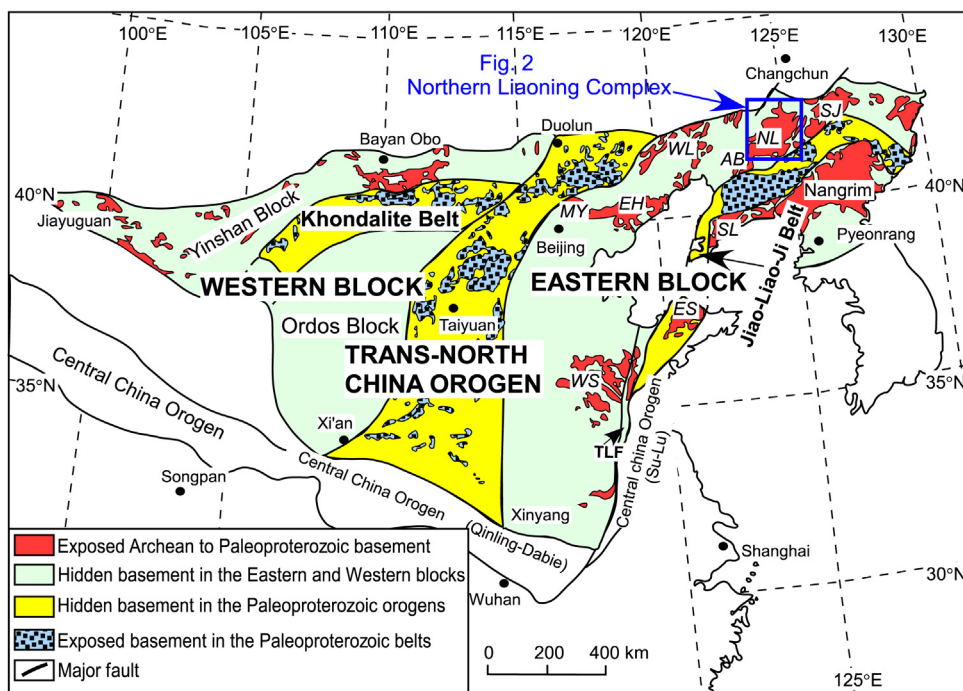 100°E
105°E
110°E
115°E
120°E
125°E
130°E
Fig. 2
Northern Liaoning Complex
Changchun
SJ
Duolun
Bayan Obo
WL
NL
AB
40°N
Jiayuguan
Yinshan Block
Khondalite Belt
MY
EH
Nangrim
40°N
Beijing
SL
Pyeonrang
WESTERN BLOCK
EASTERN BLOCK
Jiao-Liao-Ji Belt
Ordos Block
Taiyuan
ES
TRANS-NORTH
CHINA OROGEN
WS
35°N
35°N
Central China Orogen
Xi'an
TLF
Central china Orogen
(Su-Lu)
Songpan
Central China Orogen
(Qinling-Dabie)
Xinyang
Wuhan
Shanghai
30°N
Exposed Archean to Paleoproterozoic basement
Hidden basement in the Eastern and Western blocks
Hidden basement in the Paleoproterozoic orogens
Exposed basement in the Paleoproterozoic belts
Major fault
0 200 400 600 km
115°E
120°E
125°E